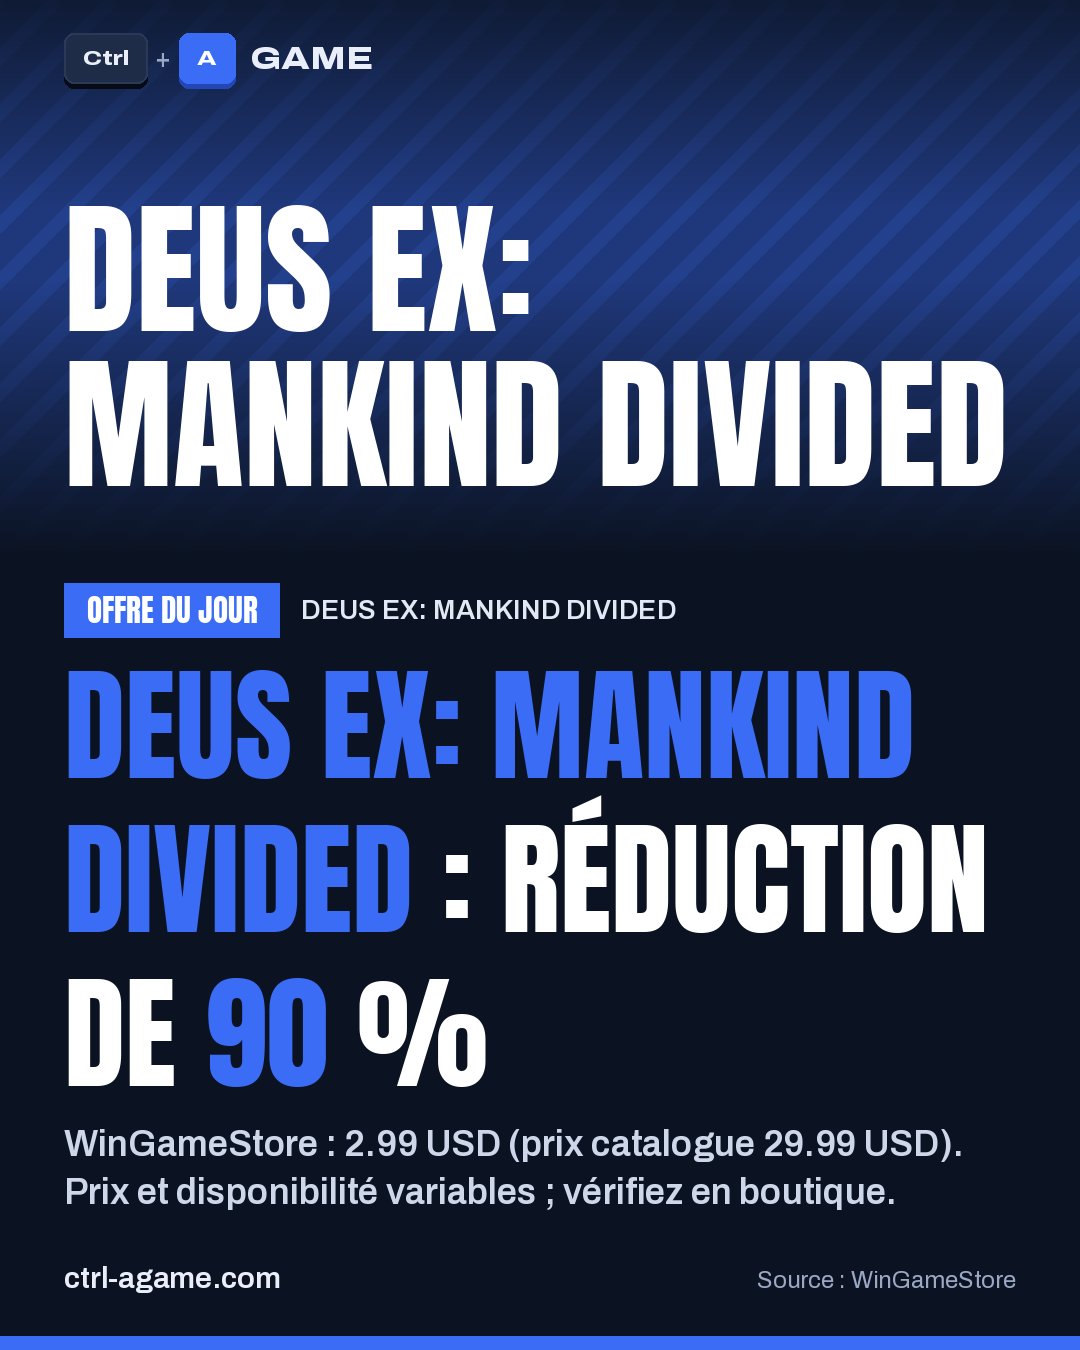 Ctrl + A GAME
DEUS EX:
MANKIND DIVIDED
OFFRE DU JOUR DEUS EX: MANKIND DIVIDED
DEUS EX: MANKIND
DIVIDED : RÉDUCTION
DE 90 %
WinGameStore : 2.99 USD (prix catalogue 29.99 USD).
Prix et disponibilité variables ; vérifiez en boutique.
ctrl-agame.com Source : WinGameStore